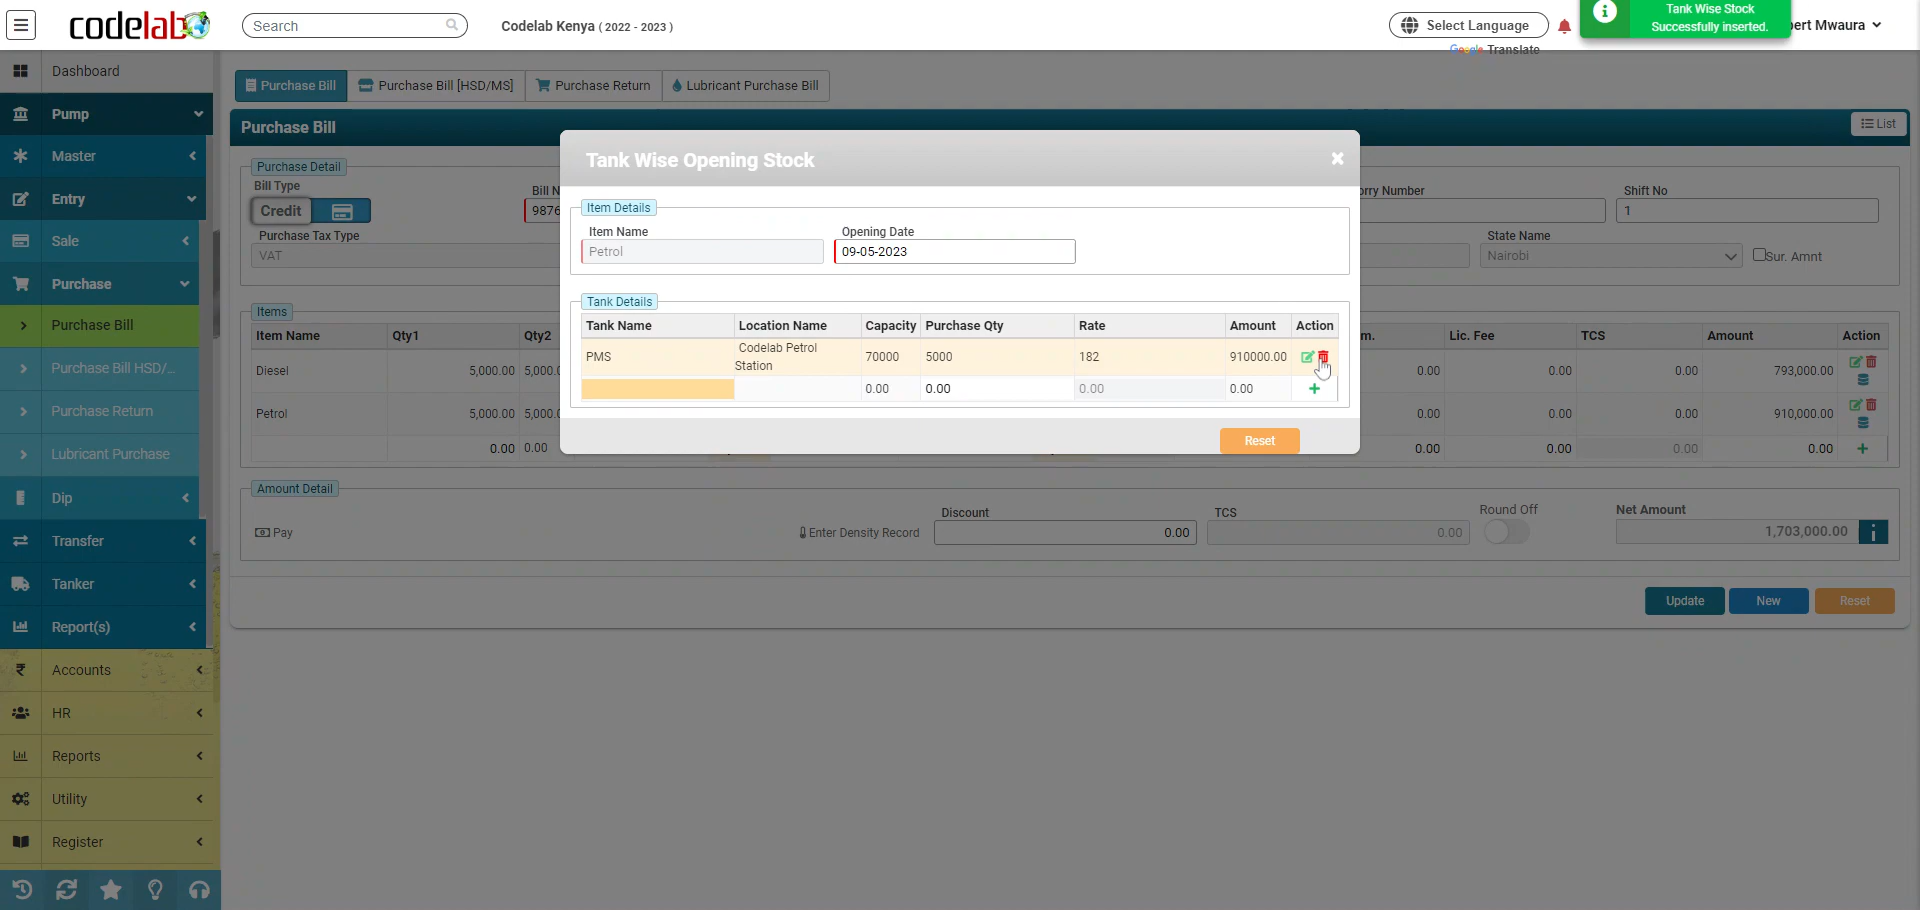 codelab
Search
Codelab Kenya ( 2022 - 2023 )
Select Language
Google Translate
Tank Wise Stock
Successfully inserted.
bert Mwaura
Dashboard
Pump
Master
Entry
Sale
Purchase
Purchase Bill
Purchase Bill HSD/...
Purchase Return
Lubricant Purchase
Dip
Transfer
Tanker
Report(s)
Accounts
HR
Reports
Utility
Register
Purchase Bill
Purchase Bill [HSD/MS]
Purchase Return
Lubricant Purchase Bill
Purchase Bill
List
Purchase Detail
Bill Type
Credit
Bill N
9876
orry Number
Shift No
1
Purchase Tax Type
VAT
State Name
Nairobi
Sur. Amnt
Items
Item Name Qty1 Qty2 m. Lic. Fee TCS Amount Action
Diesel 5,000.00 5,000.0 0.00 0.00 0.00 793,000.00
Petrol 5,000.00 5,000.0 0.00 0.00 0.00 910,000.00
0.00 0.00 0.00 0.00 0.00 0.00
Amount Detail
Pay
Enter Density Record
Discount
0.00
TCS
0.00
Round Off
Net Amount
1,703,000.00
Update
New
Reset
Tank Wise Opening Stock
Item Details
Item Name
Petrol
Opening Date
09-05-2023
Tank Details
Tank Name Location Name Capacity Purchase Qty Rate Amount Action
PMS Codelab Petrol Station 70000 5000 182 910000.00
0.00 0.00 0.00 0.00
Reset